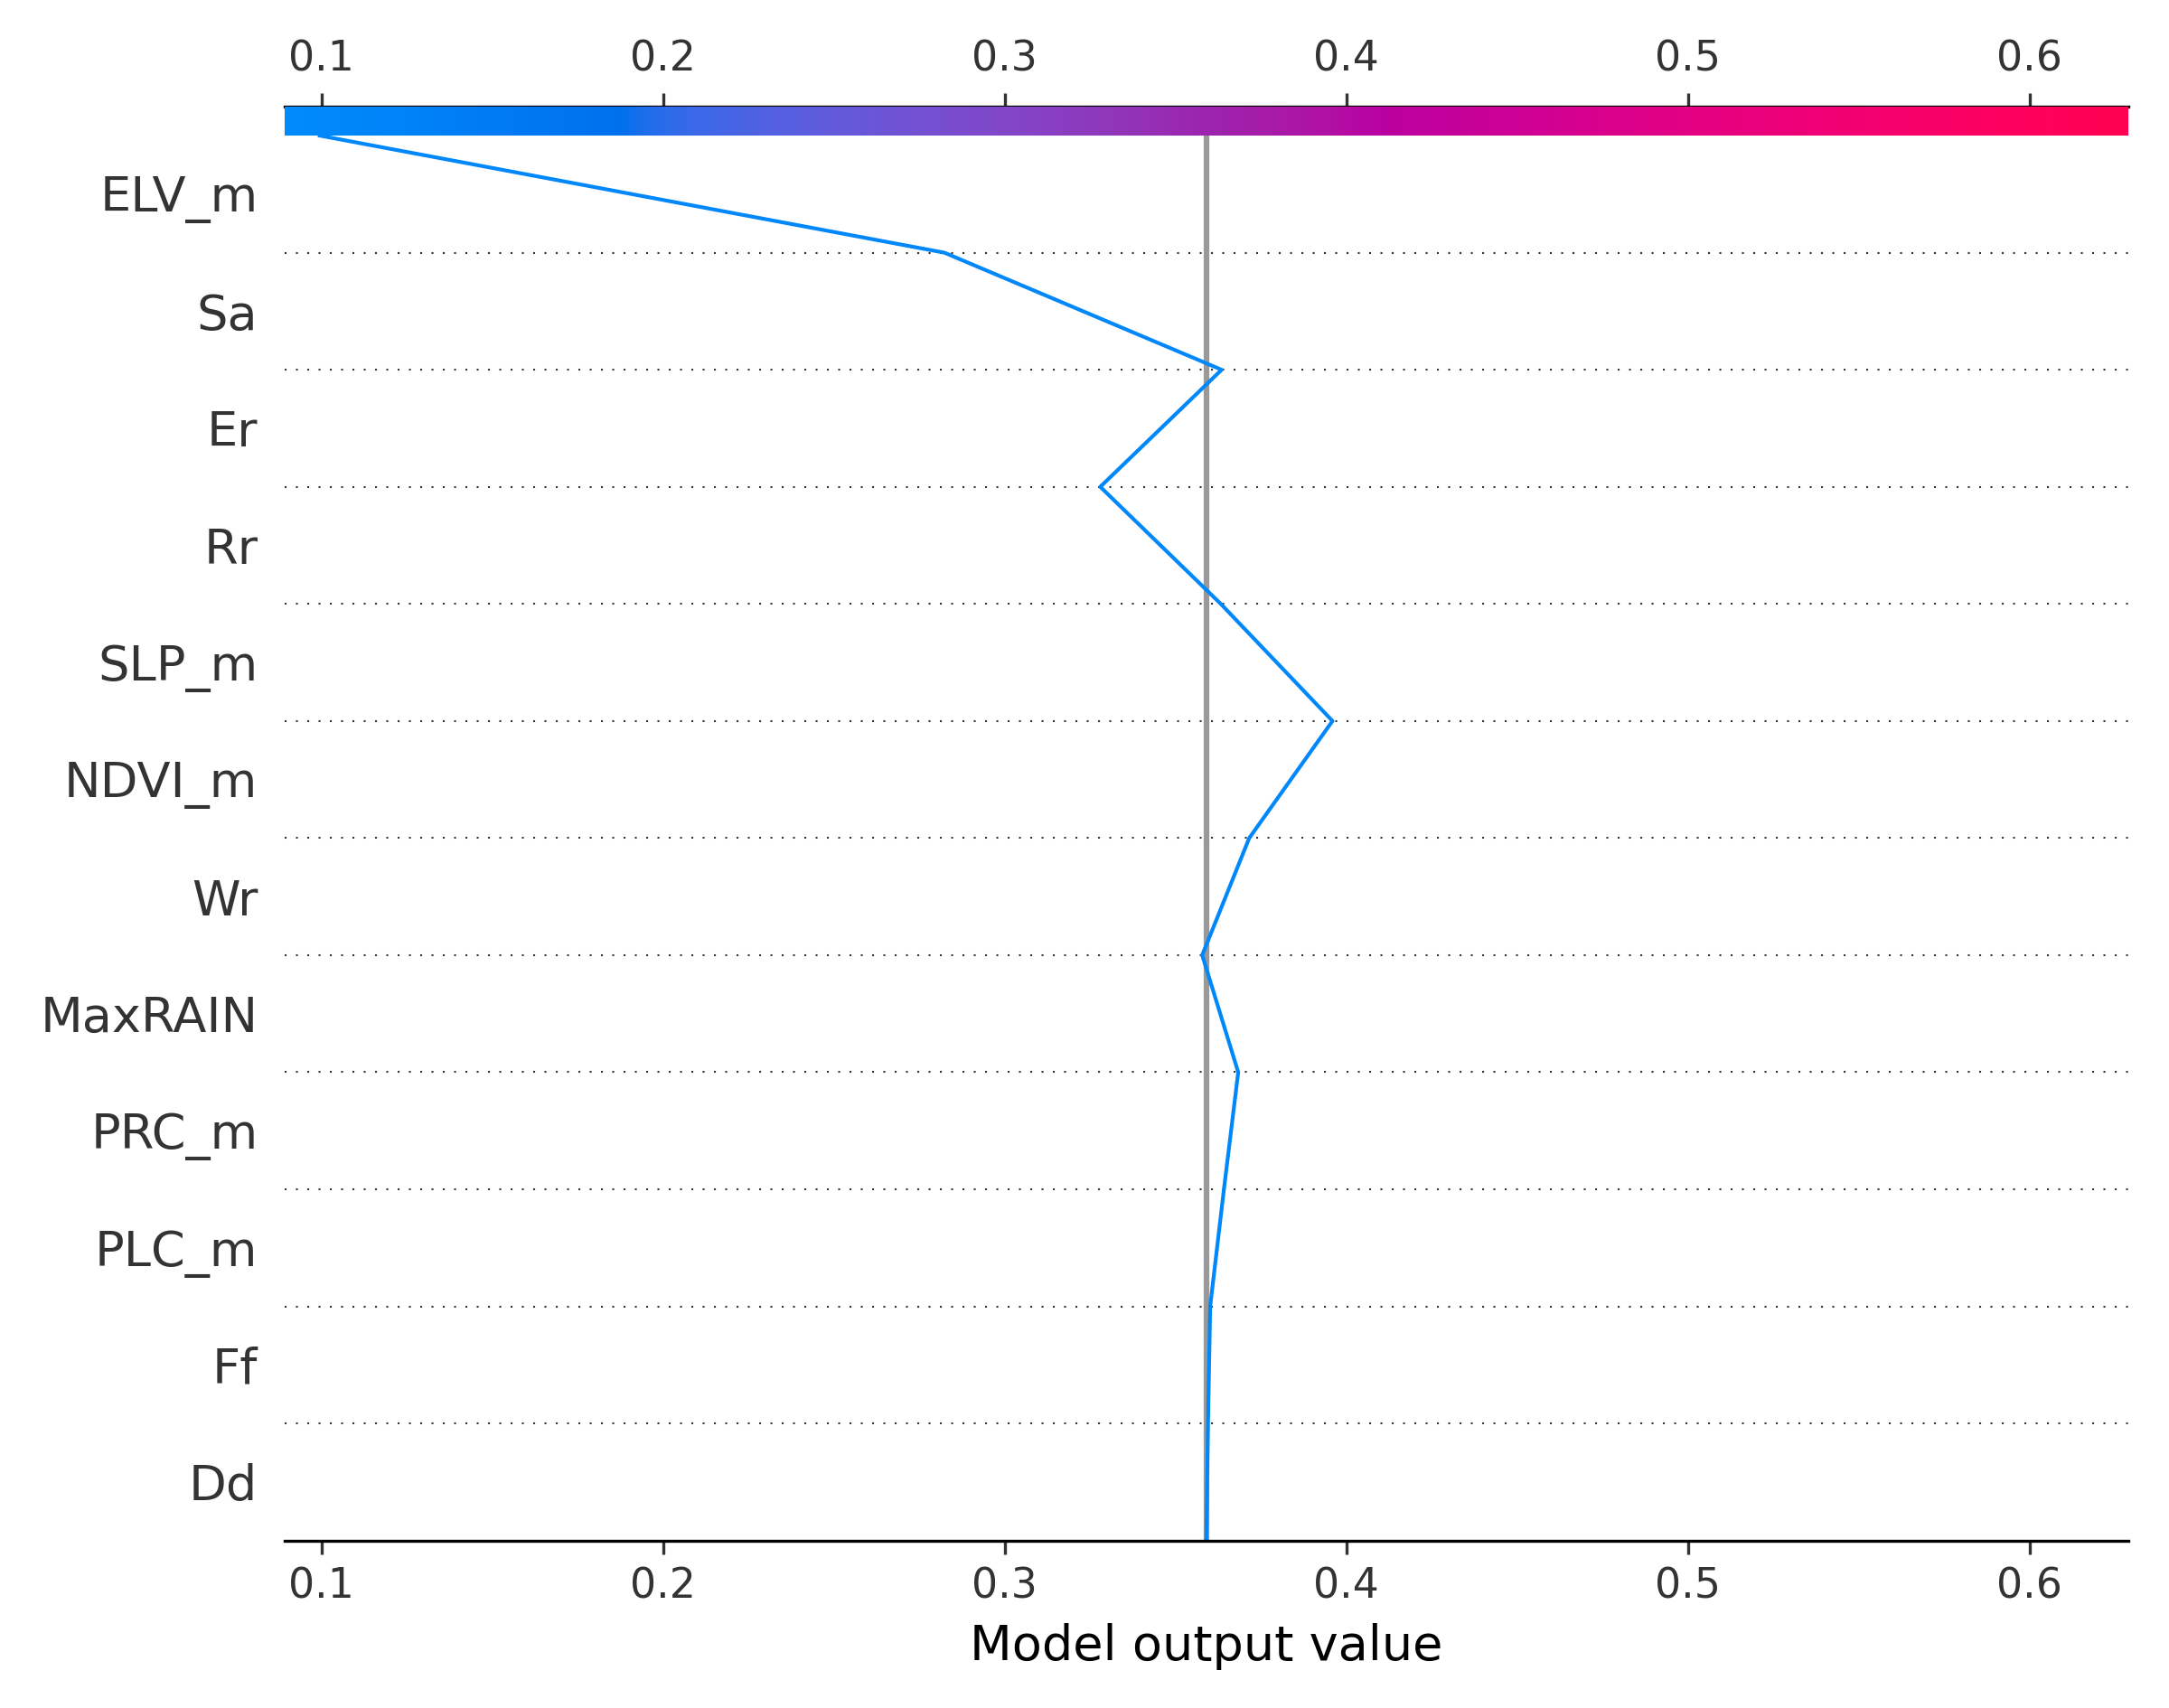 0.1 0.2 0.3 0.4 0.5 0.6
ELV_m
Sa
Er
Rr
SLP_m
NDVI_m
Wr
MaxRAIN
PRC_m
PLC_m
Ff
Dd
0.1 0.2 0.3 0.4 0.5 0.6
Model output value